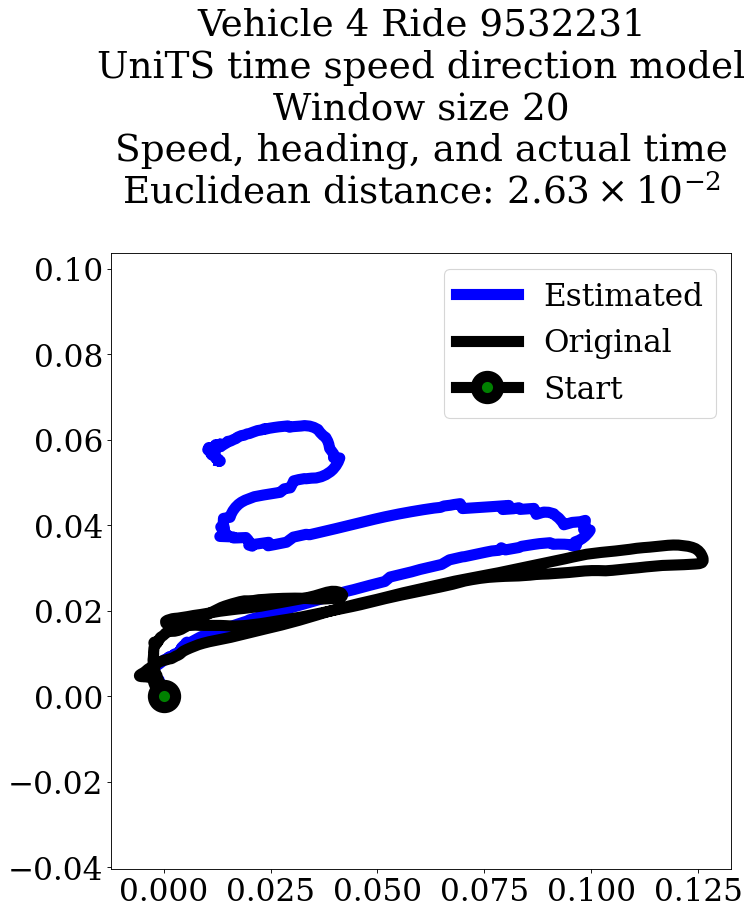 Vehicle 4 Ride 9532231
UniTS time speed direction model
Window size 20
Speed, heading, and actual time
Euclidean distance: 2.63 × 10⁻²
Estimated
Original
Start
0.10
0.08
0.06
0.04
0.02
0.00
−0.02
−0.04
0.000 0.025 0.050 0.075 0.100 0.125